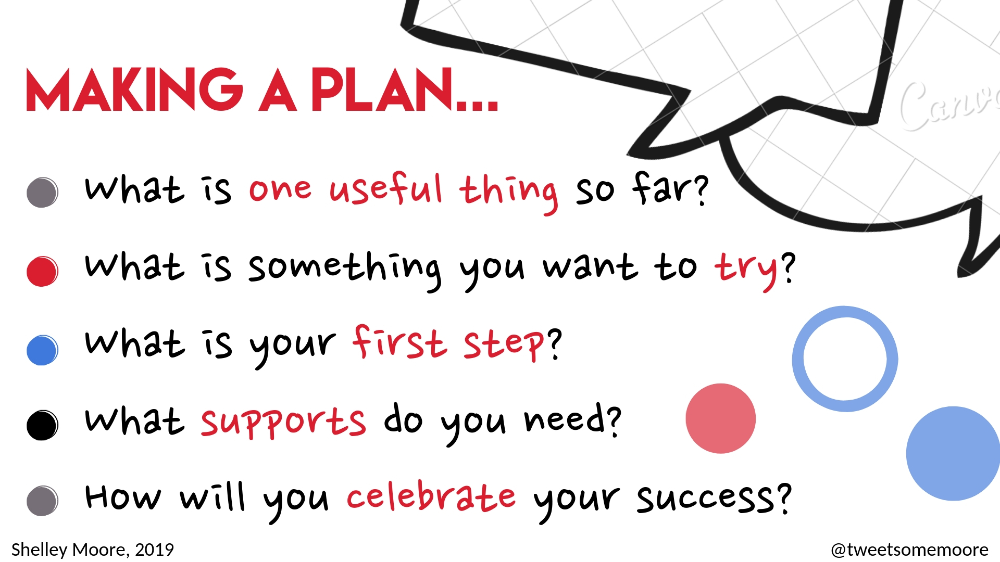 MAKING A PLAN...
What is one useful thing so far?
What is something you want to try?
What is your first step?
What supports do you need?
How will you celebrate your success?
Shelley Moore, 2019
@tweetsomemoore
Canva